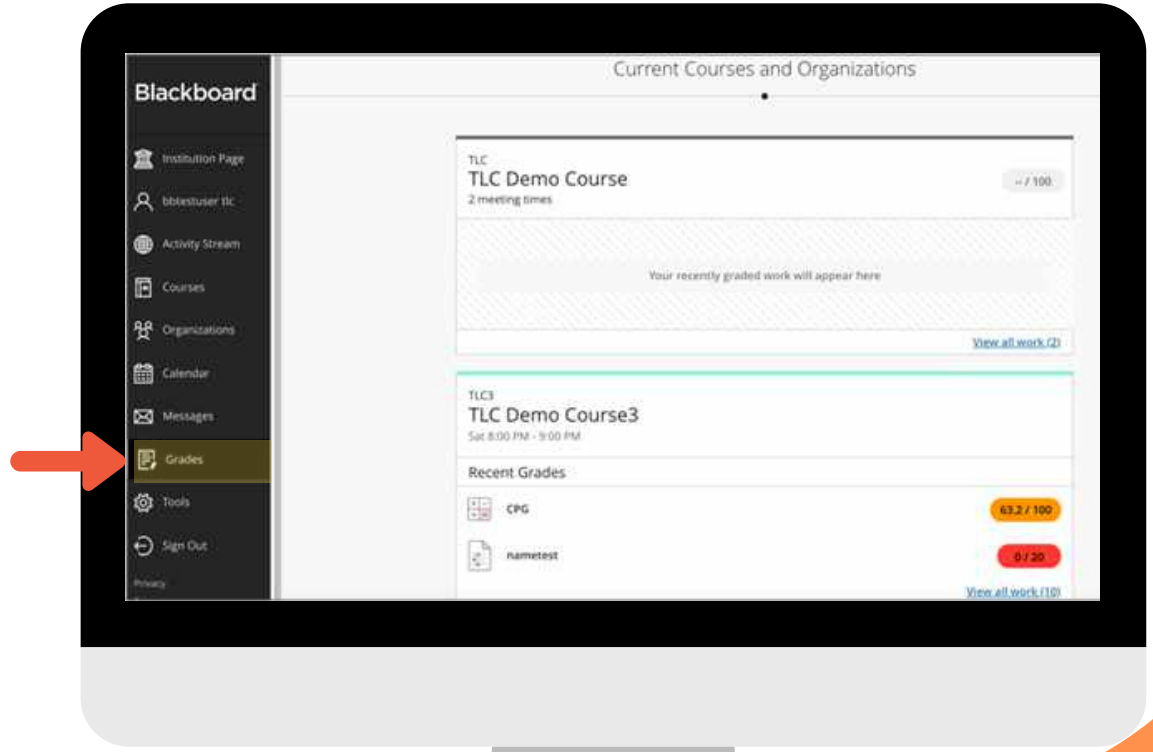 Blackboard
Institution Page
bbtestuser tlc
Activity Stream
Courses
Organizations
Calendar
Messages
Grades
Tools
Sign Out
Privacy
Current Courses and Organizations
TLC
TLC Demo Course
2 meeting times
-- / 100
Your recently graded work will appear here
View all work (2)
TLC3
TLC Demo Course3
Sat 8:00 PM - 9:00 PM
Recent Grades
CPG
63.2 / 100
nametest
0 / 20
View all work (10)